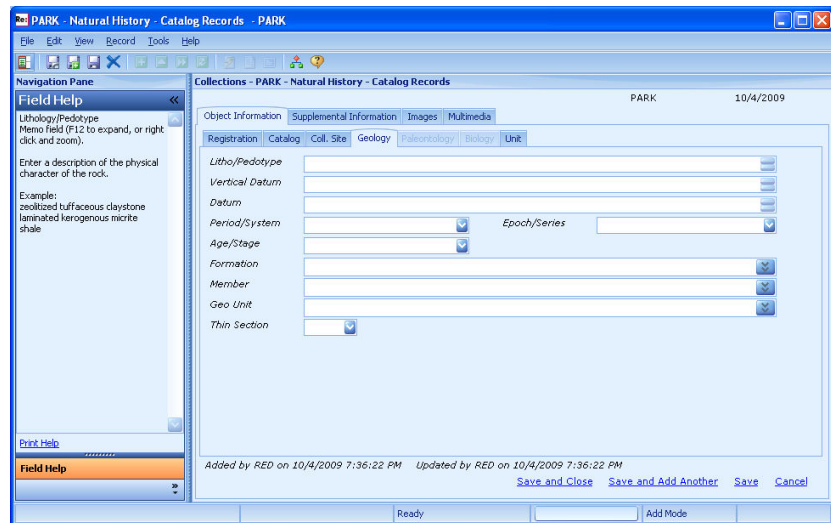 Re: PARK - Natural History - Catalog Records - PARK
File Edit View Record Tools Help
Navigation Pane
Collections - PARK - Natural History - Catalog Records
Field Help «
PARK 10/4/2009
Lithology/Pedotype
Memo field (F12 to expand, or right
click and zoom).
Enter a description of the physical
character of the rock.
Example:
zeolitized tuffaceous claystone
laminated kerogenous micrite
shale
Object Information Supplemental Information Images Multimedia
Registration Catalog Coll. Site Geology Paleontology Biology Unit
Litho/Pedotype
Vertical Datum
Datum
Period/System Epoch/Series
Age/Stage
Formation
Member
Geo Unit
Thin Section
Print Help
Field Help
Added by RED on 10/4/2009 7:36:22 PM Updated by RED on 10/4/2009 7:36:22 PM
Save and Close Save and Add Another Save Cancel
Ready Add Mode